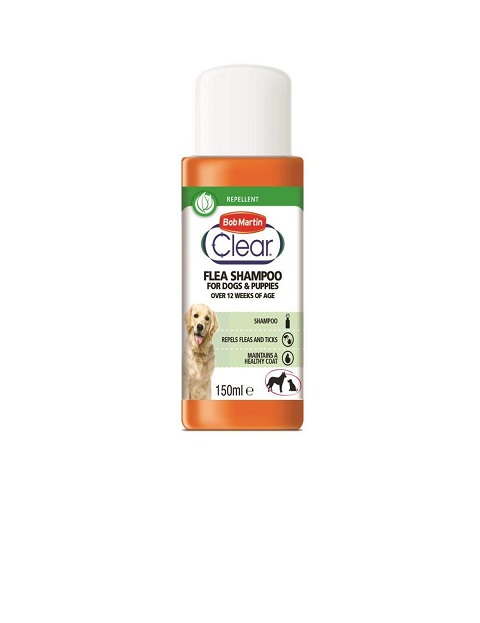 REPELLENT
Bob Martin
Clear
FLEA SHAMPOO
FOR DOGS & PUPPIES
OVER 12 WEEKS OF AGE
SHAMPOO
REPELS FLEAS AND TICKS
MAINTAINS A
HEALTHY COAT
150ml e